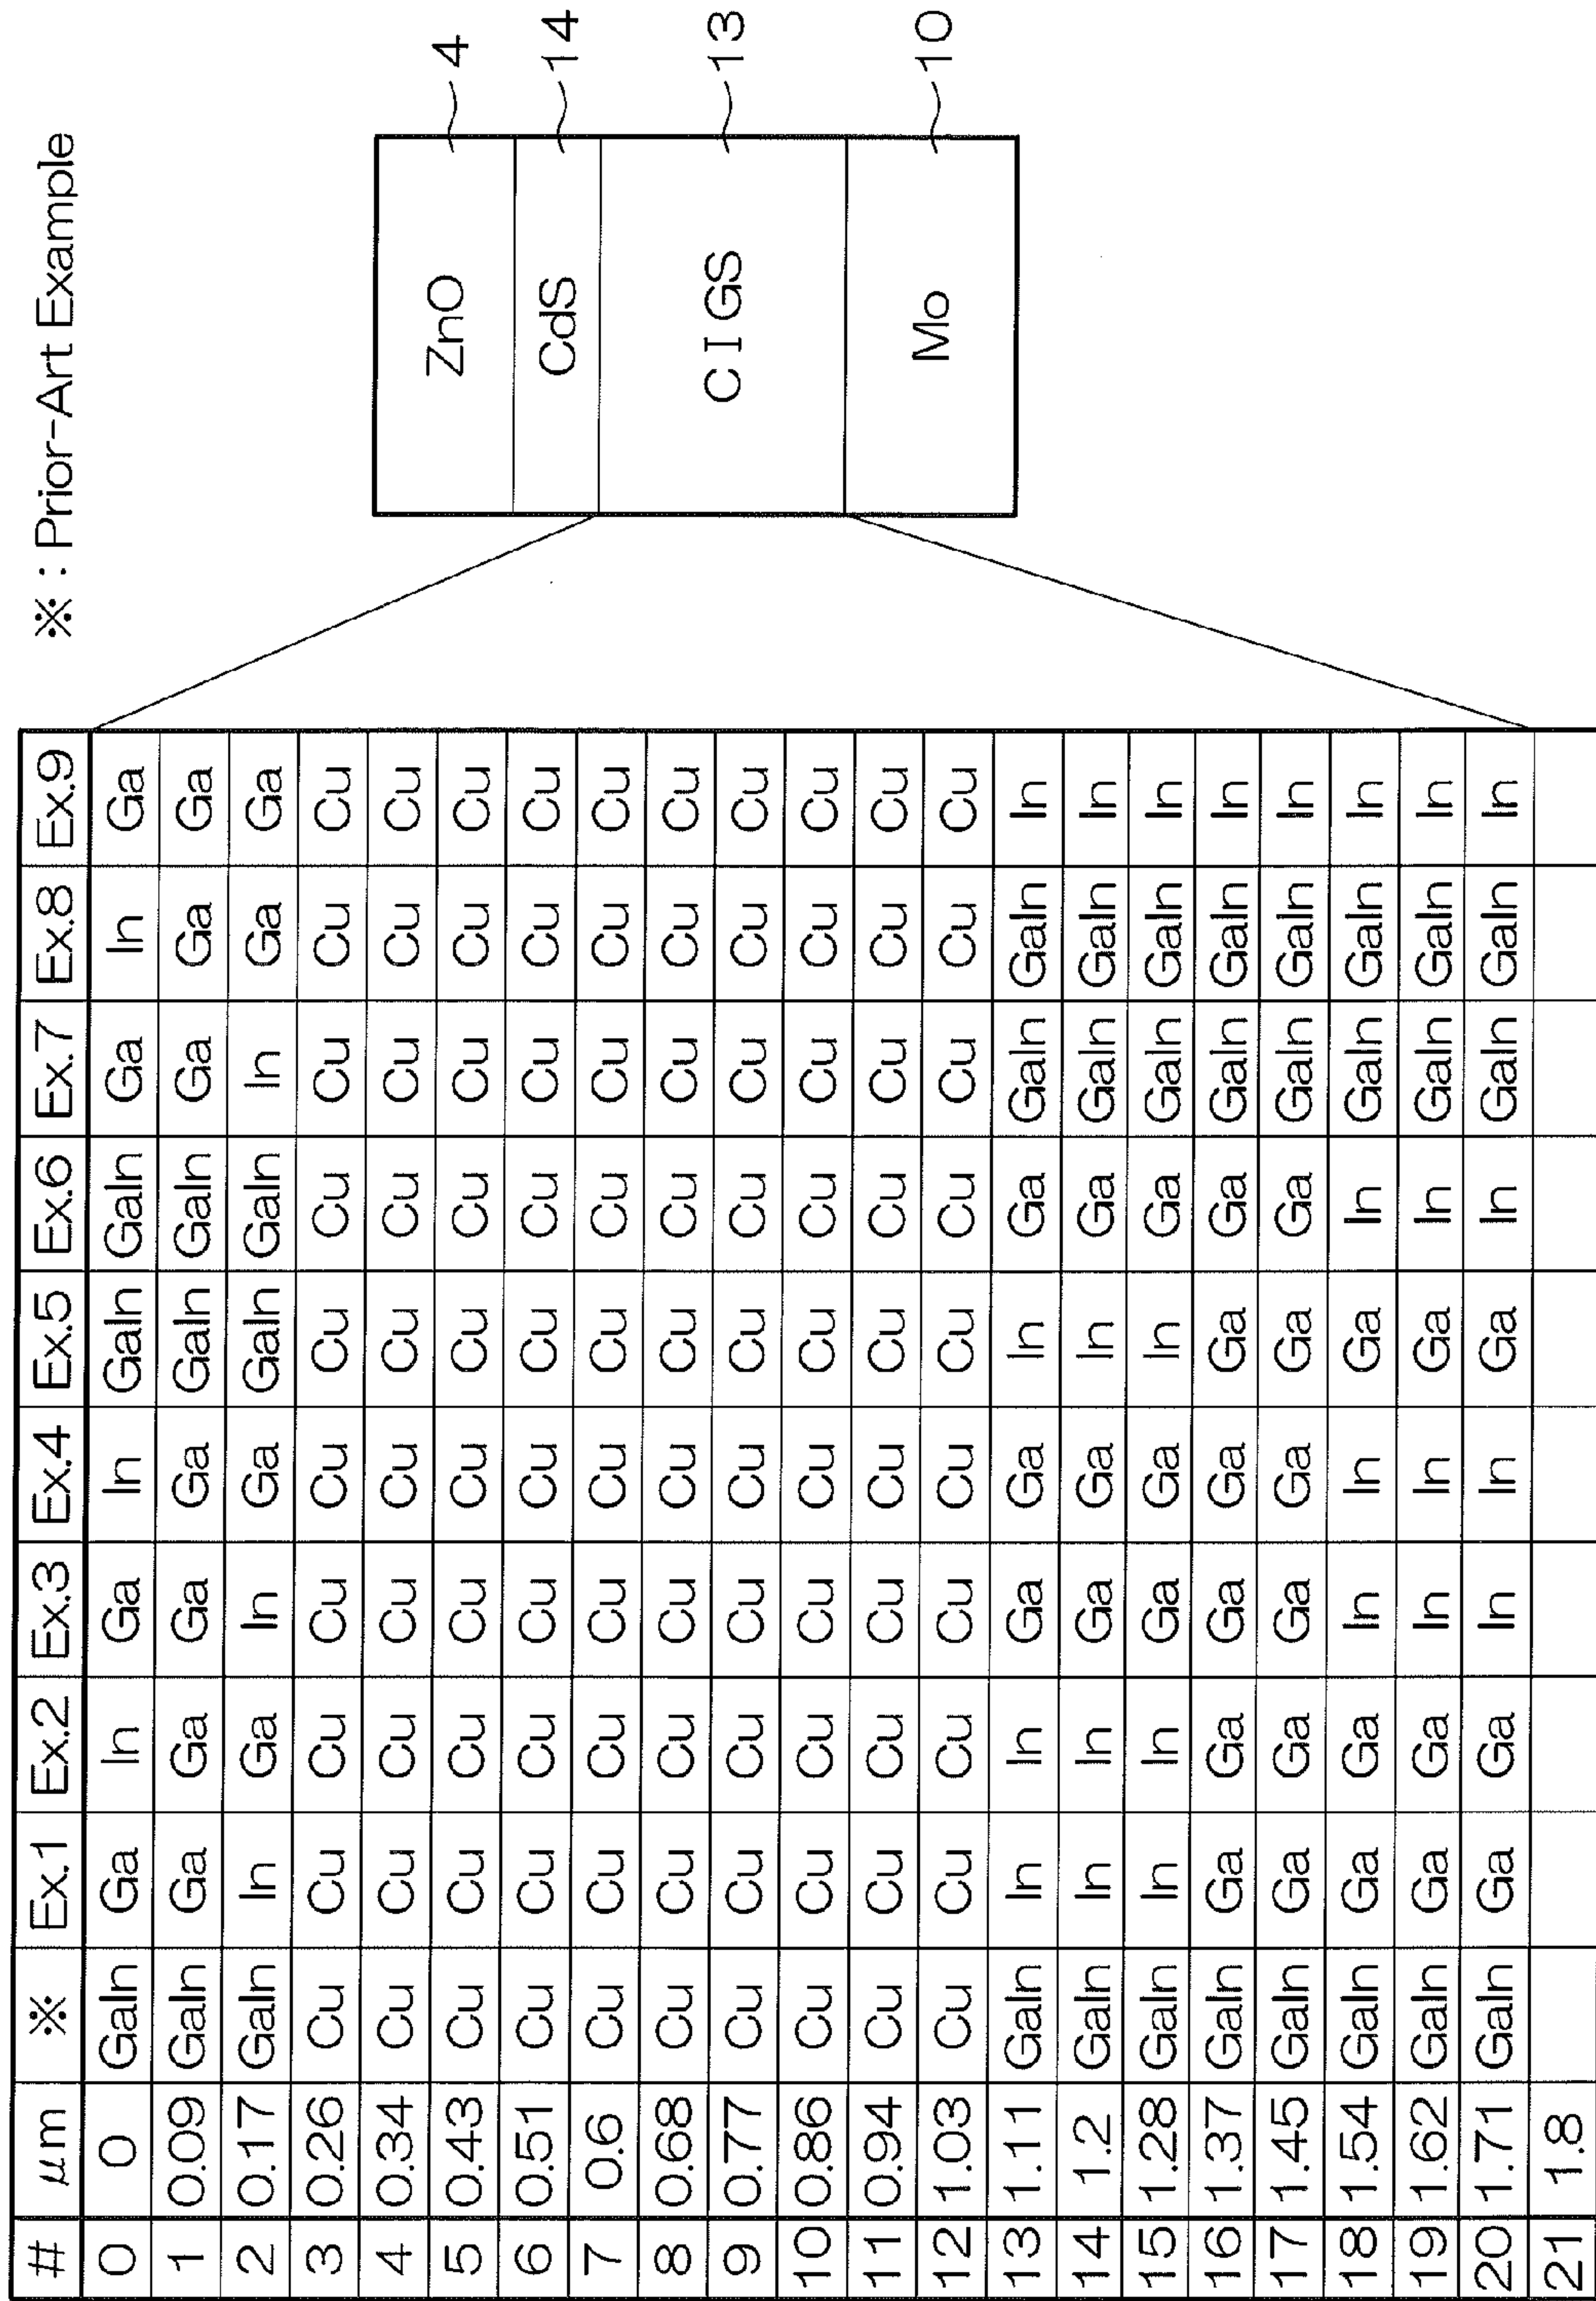 ※ : Prior-Art Example
# μm ※ Ex.1 Ex.2 Ex.3 Ex.4 Ex.5 Ex.6 Ex.7 Ex.8 Ex.9
0 0 GaIn Ga In Ga In GaIn GaIn Ga In Ga
1 0.09 GaIn Ga Ga Ga Ga GaIn GaIn Ga Ga Ga
2 0.17 GaIn In Ga In Ga GaIn GaIn In Ga Ga
3 0.26 Cu Cu Cu Cu Cu Cu Cu Cu Cu Cu
4 0.34 Cu Cu Cu Cu Cu Cu Cu Cu Cu Cu
5 0.43 Cu Cu Cu Cu Cu Cu Cu Cu Cu Cu
6 0.51 Cu Cu Cu Cu Cu Cu Cu Cu Cu Cu
7 0.6 Cu Cu Cu Cu Cu Cu Cu Cu Cu Cu
8 0.68 Cu Cu Cu Cu Cu Cu Cu Cu Cu Cu
9 0.77 Cu Cu Cu Cu Cu Cu Cu Cu Cu Cu
10 0.86 Cu Cu Cu Cu Cu Cu Cu Cu Cu Cu
11 0.94 Cu Cu Cu Cu Cu Cu Cu Cu Cu Cu
12 1.03 Cu Cu Cu Cu Cu Cu Cu Cu Cu Cu
13 1.11 GaIn In In Ga Ga In Ga GaIn GaIn In
14 1.2 GaIn In In Ga Ga In Ga GaIn GaIn In
15 1.28 GaIn In In Ga Ga In Ga GaIn GaIn In
16 1.37 GaIn Ga Ga Ga Ga Ga Ga GaIn GaIn In
17 1.45 GaIn Ga Ga Ga Ga Ga Ga GaIn GaIn In
18 1.54 GaIn Ga Ga In In Ga In GaIn GaIn In
19 1.62 GaIn Ga Ga In In Ga In GaIn GaIn In
20 1.71 GaIn Ga Ga In In Ga In GaIn GaIn In
21 1.8
ZnO 4
CdS 14
CIGS 13
Mo 10